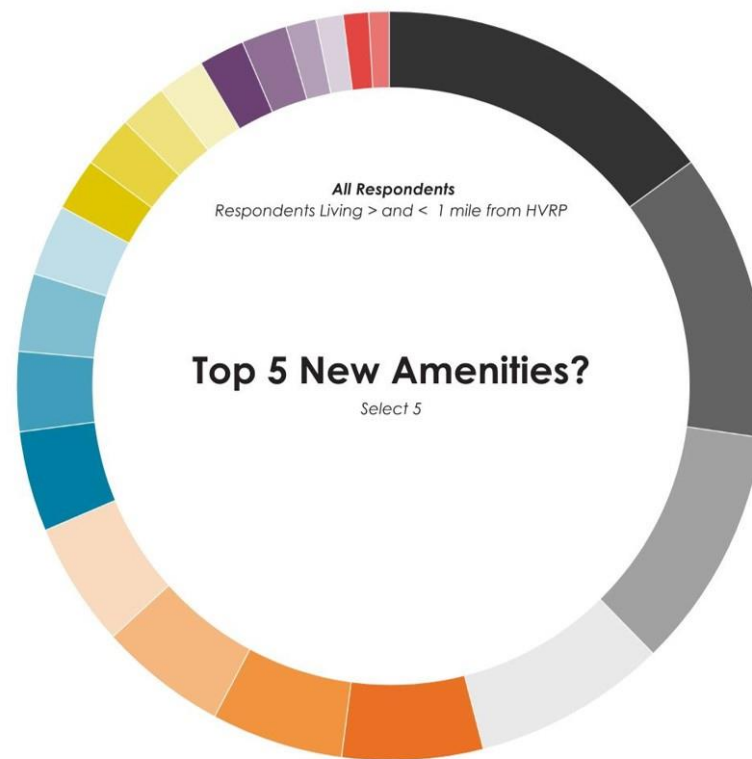 All Respondents
Respondents Living > and < 1 mile from HVRP
Top 5 New Amenities?
Select 5